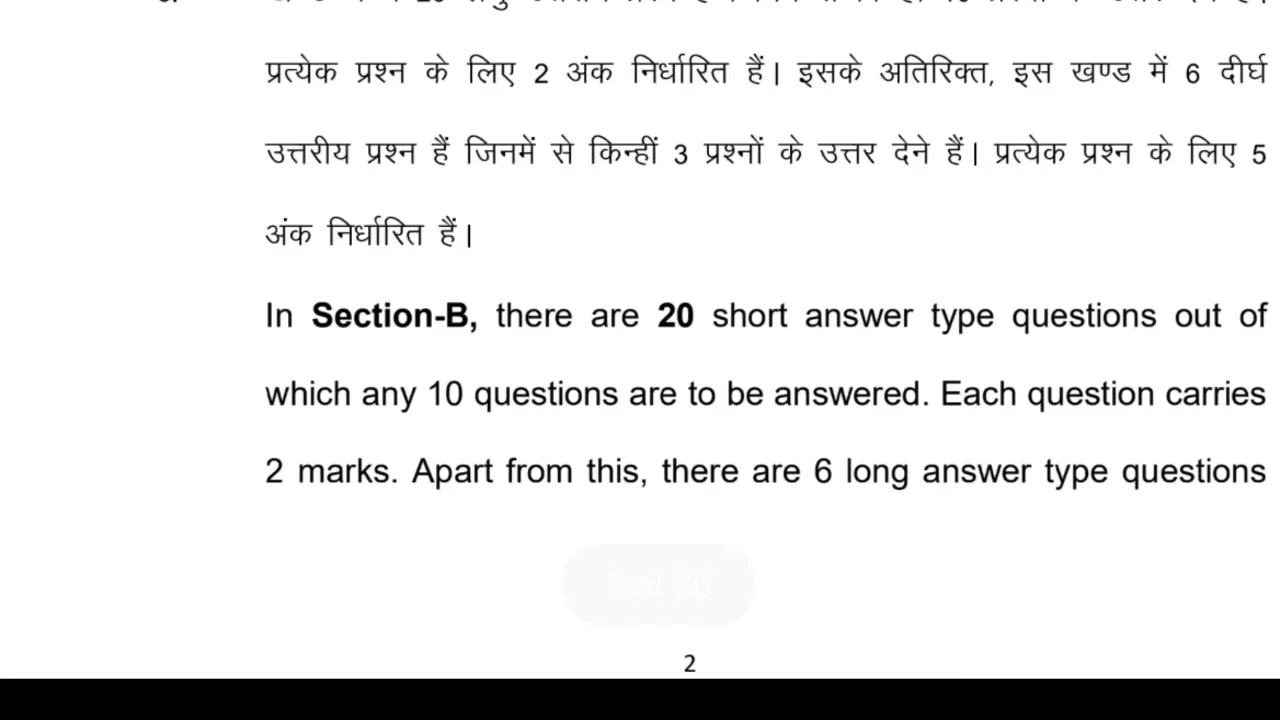 प्रत्येक प्रश्न के लिए 2 अंक निर्धारित हैं। इसके अतिरिक्त, इस खण्ड में 6 दीर्घ
उत्तरीय प्रश्न हैं जिनमें से किन्हीं 3 प्रश्नों के उत्तर देने हैं। प्रत्येक प्रश्न के लिए 5
अंक निर्धारित हैं।
In Section-B, there are 20 short answer type questions out of
which any 10 questions are to be answered. Each question carries
2 marks. Apart from this, there are 6 long answer type questions
2